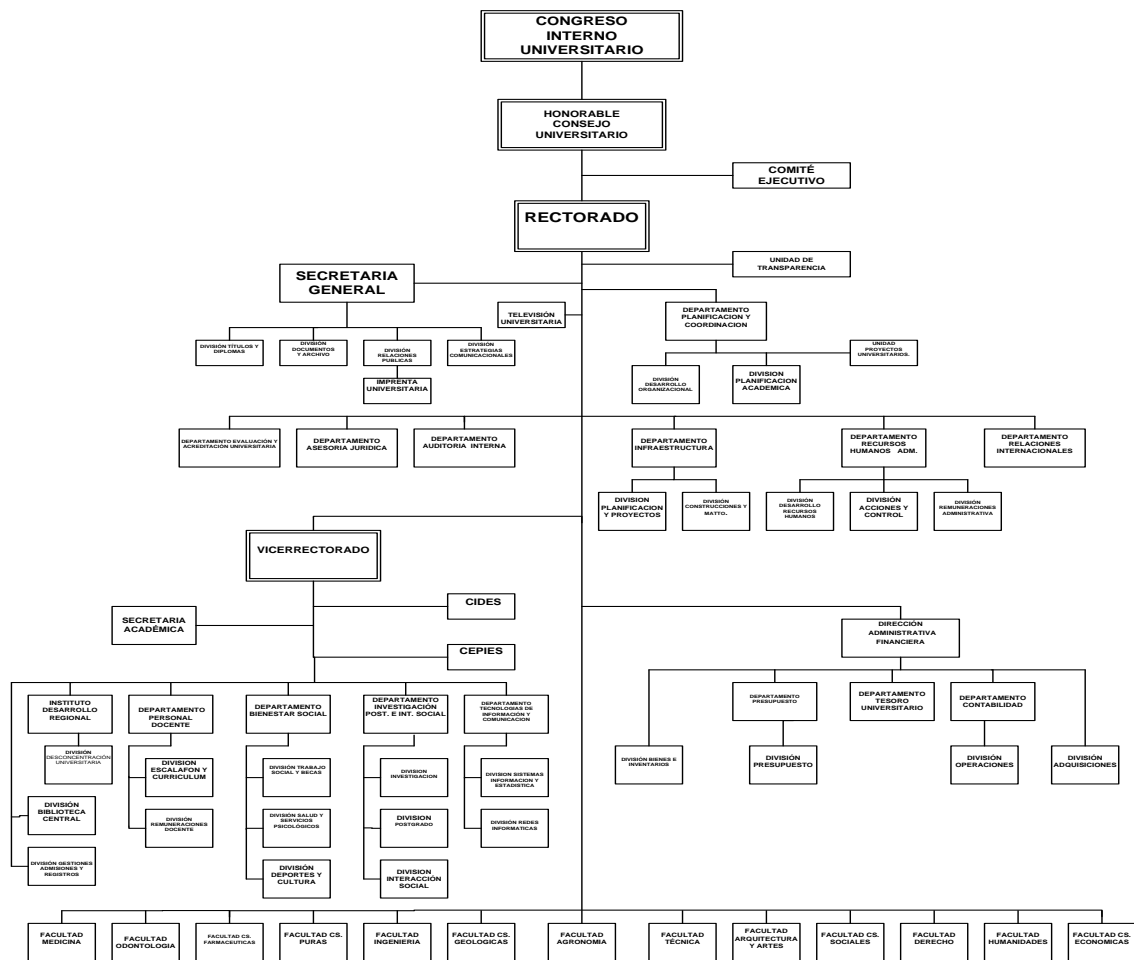 CONGRESO
INTERNO
UNIVERSITARIO
HONORABLE
CONSEJO
UNIVERSITARIO
COMITÉ
EJECUTIVO
RECTORADO
UNIDAD DE
TRANSPARENCIA
SECRETARIA
GENERAL
TELEVISIÓN
UNIVERSITARIA
DEPARTAMENTO
PLANIFICACION Y
COORDINACION
DIVISIÓN TÍTULOS Y
DIPLOMAS
DIVISIÓN
DOCUMENTOS
Y ARCHIVO
DIVISIÓN
RELACIONES
PUBLICAS
DIVISIÓN
ESTRATEGIAS
COMUNICACIONALES
UNIDAD
PROYECTOS
UNIVERSITARIOS.
IMPRENTA
UNIVERSITARIA
DIVISIÓN
DESARROLLO
ORGANIZACIONAL
DIVISION
PLANIFICACION
ACADEMICA
DEPARTAMENTO EVALUACIÓN Y
ACREDITACIÓN UNIVERSITARIA
DEPARTAMENTO
ASESORIA JURIDICA
DEPARTAMENTO
AUDITORIA INTERNA
DEPARTAMENTO
INFRAESTRUCTURA
DEPARTAMENTO
RECURSOS
HUMANOS ADM.
DEPARTAMENTO
RELACIONES
INTERNACIONALES
DIVISION
PLANIFICACION
Y PROYECTOS
DIVISIÓN
CONSTRUCCIONES Y
MATTO.
DIVISIÓN
DESARROLLO
RECURSOS
HUMANOS
DIVISIÓN
ACCIONES Y
CONTROL
DIVISIÓN
REMUNERACIONES
ADMINISTRATIVA
VICERRECTORADO
CIDES
SECRETARIA
ACADÉMICA
CEPIES
DIRECCIÓN
ADMINISTRATIVA
FINANCIERA
INSTITUTO
DESARROLLO
REGIONAL
DEPARTAMENTO
PERSONAL
DOCENTE
DEPARTAMENTO
BIENESTAR SOCIAL
DEPARTAMENTO
INVESTIGACIÓN
POST. E INT. SOCIAL
DEPARTAMENTO
TECNOLOGIAS DE
INFORMACIÓN Y
COMUNICACION
DEPARTAMENTO
PRESUPUESTO
DEPARTAMENTO
TESORO
UNIVERSITARIO
DEPARTAMENTO
CONTABILIDAD
DIVISIÓN
DESCONCENTRACIÓN
UNIVERSITARIA
DIVISION
ESCALAFON Y
CURRICULUM
DIVISIÓN TRABAJO
SOCIAL Y BECAS
DIVISION
INVESTIGACION
DIVISION SISTEMAS
INFORMACION Y
ESTADISTICA
DIVISIÓN BIENES E
INVENTARIOS
DIVISIÓN
PRESUPUESTO
DIVISIÓN
OPERACIONES
DIVISIÓN
ADQUISICIONES
DIVISIÓN
BIBLIOTECA
CENTRAL
DIVISIÓN
REMUNERACIONES
DOCENTE
DIVISIÓN SALUD Y
SERVICIOS
PSICOLÓGICOS
DIVISION
POSTGRADO
DIVISIÓN REDES
INFORMATICAS
DIVISIÓN GESTIONES
ADMISIONES Y
REGISTROS
DIVISIÓN
DEPORTES Y
CULTURA
DIVISION
INTERACCIÓN
SOCIAL
FACULTAD
MEDICINA
FACULTAD
ODONTOLOGIA
FACULTAD CS.
FARMACEUTICAS
FACULTAD CS.
PURAS
FACULTAD
INGENIERIA
FACULTAD CS.
GEOLOGICAS
FACULTAD
AGRONOMIA
FACULTAD
TÉCNICA
FACULTAD
ARQUITECTURA
Y ARTES
FACULTAD CS.
SOCIALES
FACULTAD
DERECHO
FACULTAD
HUMANIDADES
FACULTAD CS.
ECONOMICAS